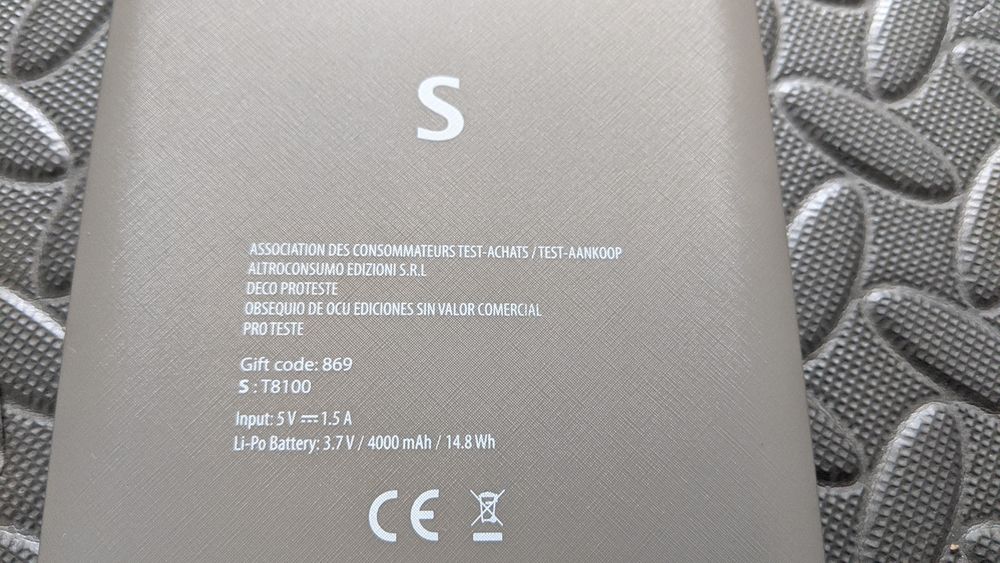 S
ASSOCIATION DES CONSOMMATEURS TEST-ACHATS / TEST-AANKOOP
ALTROCONSUMO EDIZIONI S.R.L
DECO PROTESTE
OBSEQUIO DE OCU EDICIONES SIN VALOR COMERCIAL
PRO TESTE
Gift code: 869
S : T8100
Input: 5 V ⎓ 1.5 A
Li-Po Battery: 3.7 V / 4000 mAh / 14.8 Wh
CE